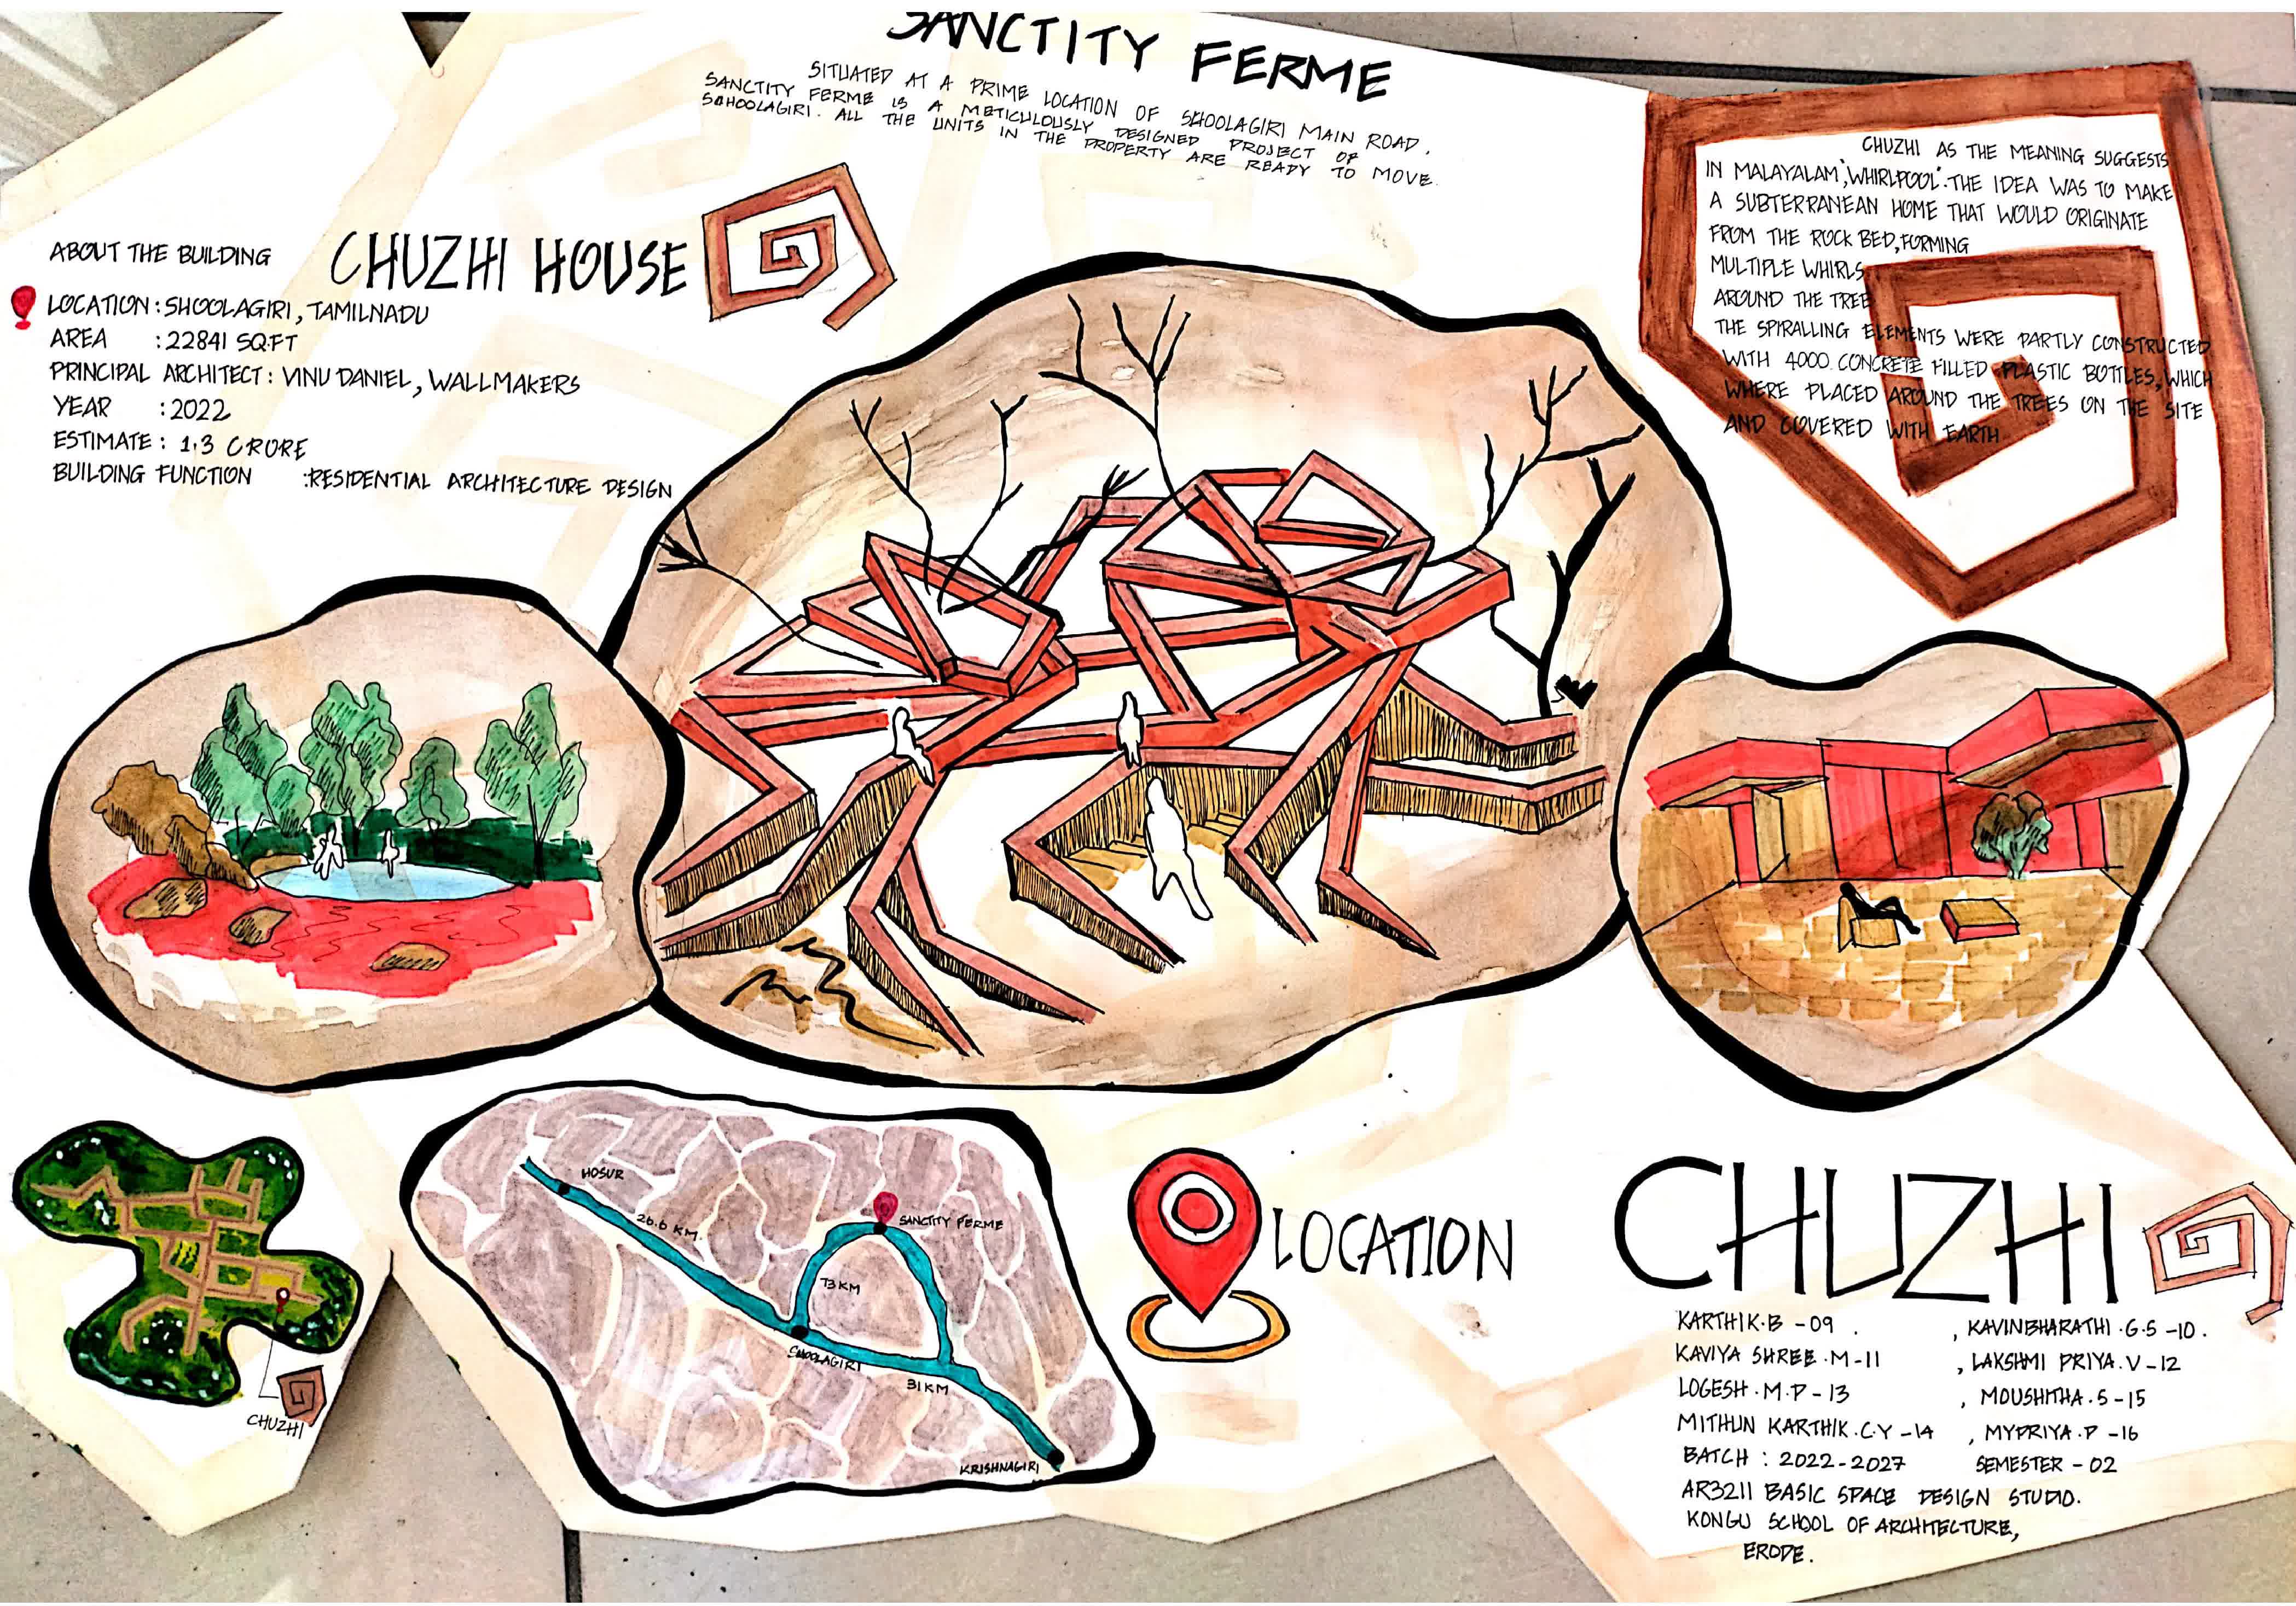 SANCTITY FERME
SITUATED AT A PRIME LOCATION OF SHOOLAGIRI MAIN ROAD,
SANCTITY FERME IS A METICULOUSLY DESIGNED PROJECT OF
SCHOOLAGIRI. ALL THE UNITS IN THE PROPERTY ARE READY TO MOVE.
CHUZHI AS THE MEANING SUGGESTS
IN MALAYALAM, 'WHIRLPOOL'. THE IDEA WAS TO MAKE
A SUBTERRANEAN HOME THAT WOULD ORIGINATE
FROM THE ROCK BED, FORMING
MULTIPLE WHIRLS
AROUND THE TREE
THE SPIRALLING ELEMENTS WERE PARTLY CONSTRUCTED
WITH 4000 CONCRETE FILLED PLASTIC BOTTLES, WHICH
WHERE PLACED AROUND THE TREES ON THE SITE
AND COVERED WITH EARTH
ABOUT THE BUILDING
CHUZHI HOUSE
LOCATION : SHOOLAGIRI, TAMILNADU
AREA : 22841 SQ.FT
PRINCIPAL ARCHITECT : VINU DANIEL, WALLMAKERS
YEAR : 2022
ESTIMATE : 1.3 CRORE
BUILDING FUNCTION : RESIDENTIAL ARCHITECTURE DESIGN
HOSUR
26.6 KM
SANCTITY FERME
73 KM
SHOOLAGIRI
31 KM
KRISHNAGIRI
CHUZHI
LOCATION
CHUZHI
KARTHIK.B - 09 . , KAVINBHARATHI.G.S - 10.
KAVIYA SHREE.M - 11 , LAKSHMI PRIYA.V - 12
LOGESH.M.P - 13 , MOUSHITHA.S - 15
MITHUN KARTHIK.C.Y - 14 , MYPRIYA.P - 16
BATCH : 2022-2027 SEMESTER - 02
AR3211 BASIC SPACE DESIGN STUDIO.
KONGU SCHOOL OF ARCHITECTURE,
ERODE.